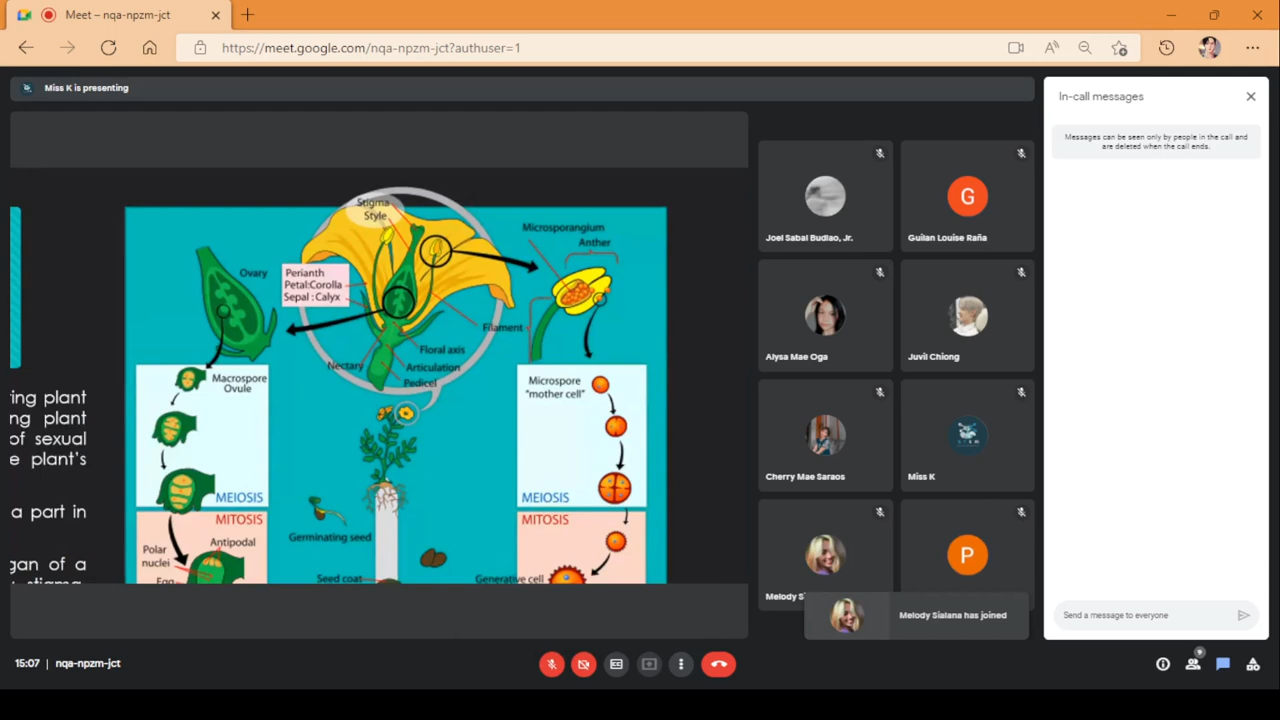 Meet – nqa-npzm-jct
https://meet.google.com/nqa-npzm-jct?authuser=1
Miss K is presenting
ing plant
ng plant
of sexual
e plant's
a part in
gan of a
Stigma
Style
Perianth
Petal:Corolla
Sepal : Calyx
Ovary
Microsporangium
Anther
Filament
Floral axis
Articulation
Nectary
Pedicel
Macrospore
Ovule
MEIOSIS
MITOSIS
Polar
nuclei
Antipodal
Egg
Germinating seed
Seed coat
Microspore
"mother cell"
MEIOSIS
MITOSIS
Generative cell
Joel Sabal Budlao, Jr.
G
Guilan Louise Raña
Alysa Mae Oga
Juvil Chiong
Cherry Mae Saraos
Miss K
Melody S
P
Melody Sialana has joined
In-call messages
Messages can be seen only by people in the call and
are deleted when the call ends.
Send a message to everyone
15:07 | nqa-npzm-jct
9